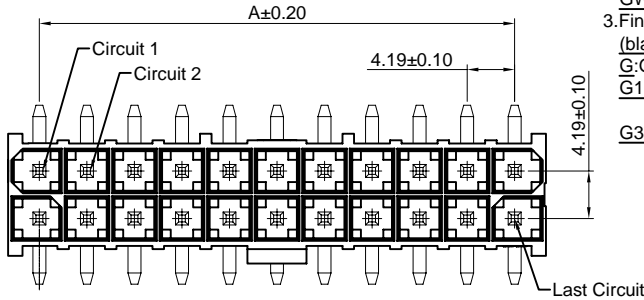 A±0.20
Circuit 1
Circuit 2
4.19±0.10
4.19±0.10
Last Circuit
3.Fin
(bla
G:
G1
G3